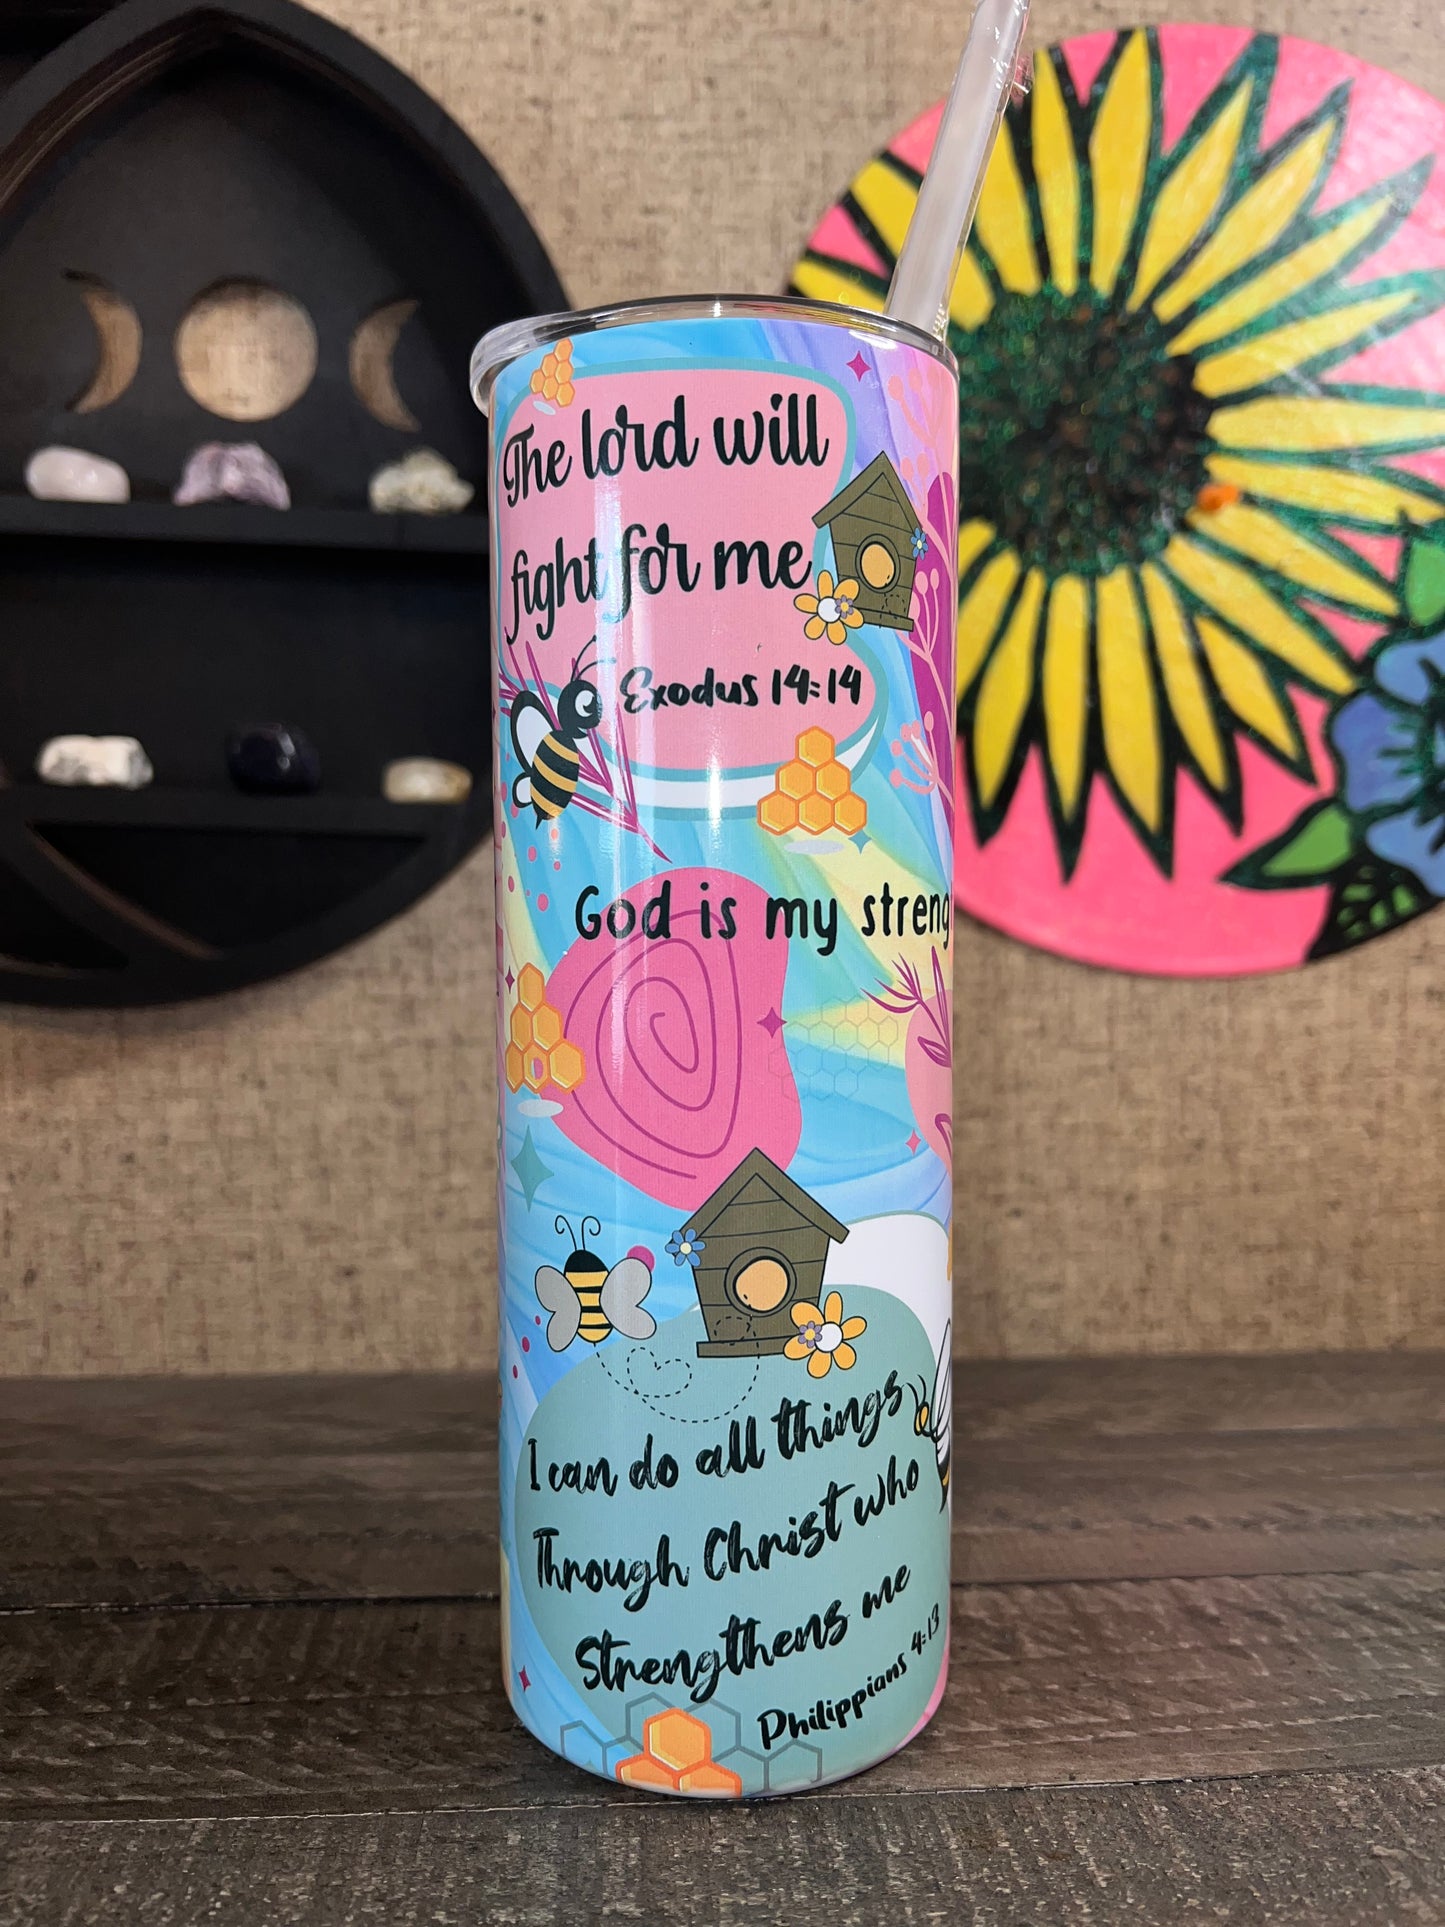 The lord will
fight for me
Exodus 14:14
God is my streng
I can do all things
Through Christ who
Strengthens me
Philippians 4:13